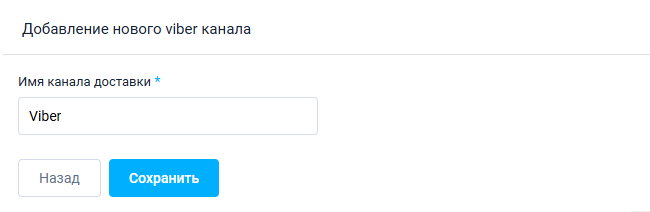 Добавление нового viber канала
Имя канала доставки *
Viber
Назад
Сохранить